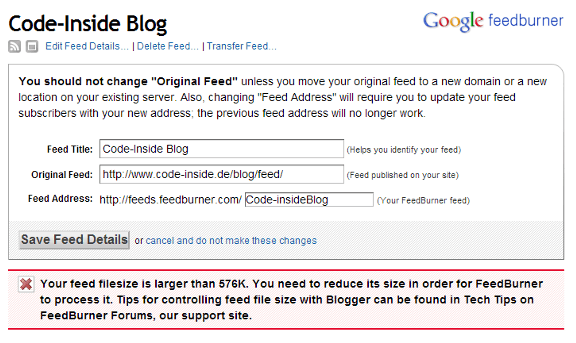 Code-Inside Blog
Google feedburner
Edit Feed Details... | Delete Feed... | Transfer Feed...
You should not change "Original Feed" unless you move your original feed to a new domain or a new
location on your existing server. Also, changing "Feed Address" will require you to update your feed
subscribers with your new address; the previous feed address will no longer work.
Feed Title: Code-Inside Blog (Helps you identify your feed)
Original Feed: http://www.code-inside.de/blog/feed/ (Feed published on your site)
Feed Address: http://feeds.feedburner.com/ Code-insideBlog (Your FeedBurner feed)
Save Feed Details or cancel and do not make these changes
Your feed filesize is larger than 576K. You need to reduce its size in order for FeedBurner
to process it. Tips for controlling feed file size with Blogger can be found in Tech Tips on
FeedBurner Forums, our support site.